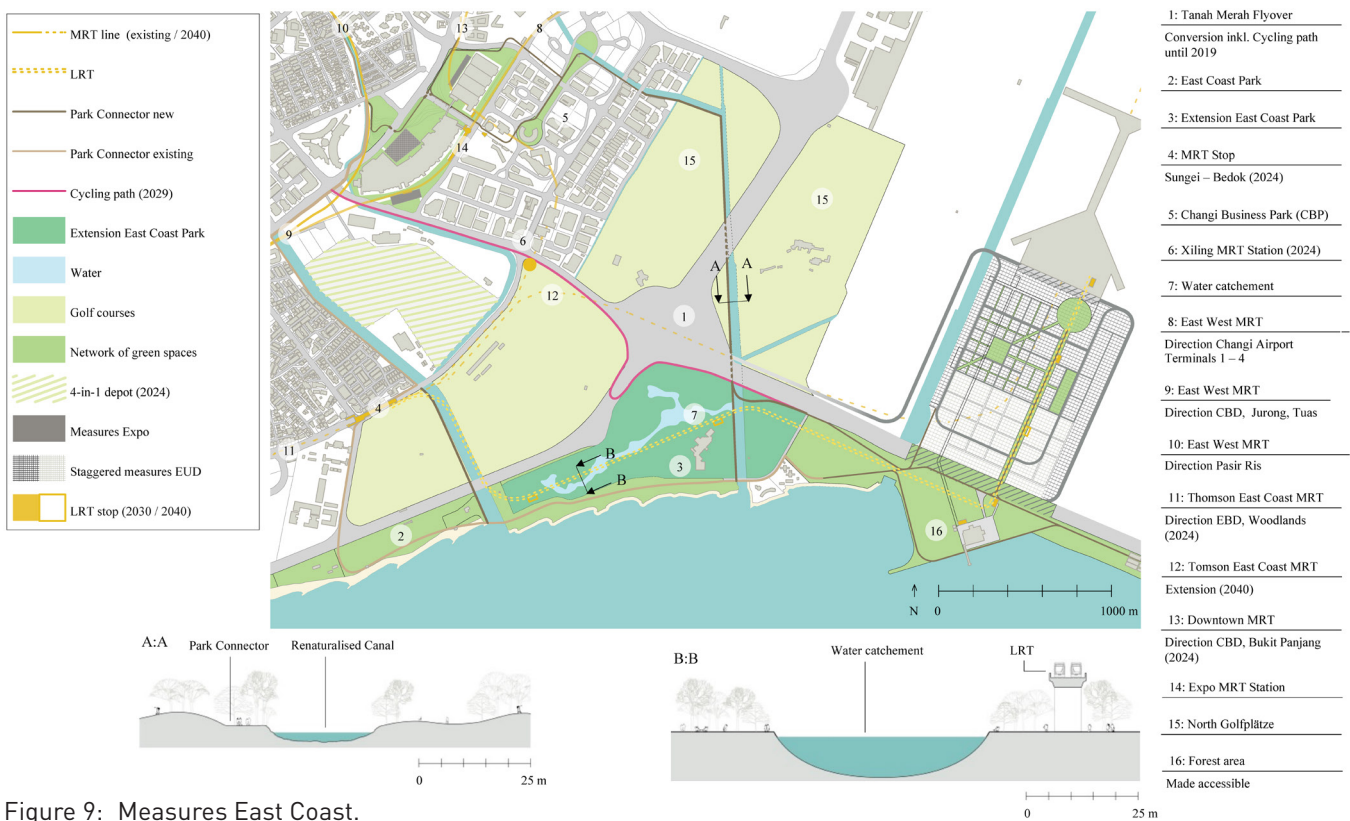 MRT line (existing / 2040)
LRT
Park Connector new
Park Connector existing
Cycling path (2029)
Extension East Coast Park
Water
Golf courses
Network of green spaces
4-in-1 depot (2024)
Measures Expo
Staggered measures EUD
LRT stop (2030 / 2040)
10
13
8
5
14
15
15
9
6
A
A
12
1
4
7
11
B
3
B
2
16
N
0
1000 m
1: Tanah Merah Flyover
Conversion inkl. Cycling path
until 2019
2: East Coast Park
3: Extension East Coast Park
4: MRT Stop
Sungei – Bedok (2024)
5: Changi Business Park (CBP)
6: Xiling MRT Station (2024)
7: Water catchement
8: East West MRT
Direction Changi Airport
Terminals 1 – 4
9: East West MRT
Direction CBD, Jurong, Tuas
10: East West MRT
Direction Pasir Ris
11: Thomson East Coast MRT
Direction EBD, Woodlands
(2024)
12: Tomson East Coast MRT
Extension (2040)
13: Downtown MRT
Direction CBD, Bukit Panjang
(2024)
14: Expo MRT Station
15: North Golfplätze
16: Forest area
Made accessible
A:A
Park Connector
Renaturalised Canal
0
25 m
B:B
Water catchement
LRT
0
25 m
Figure 9: Measures East Coast.